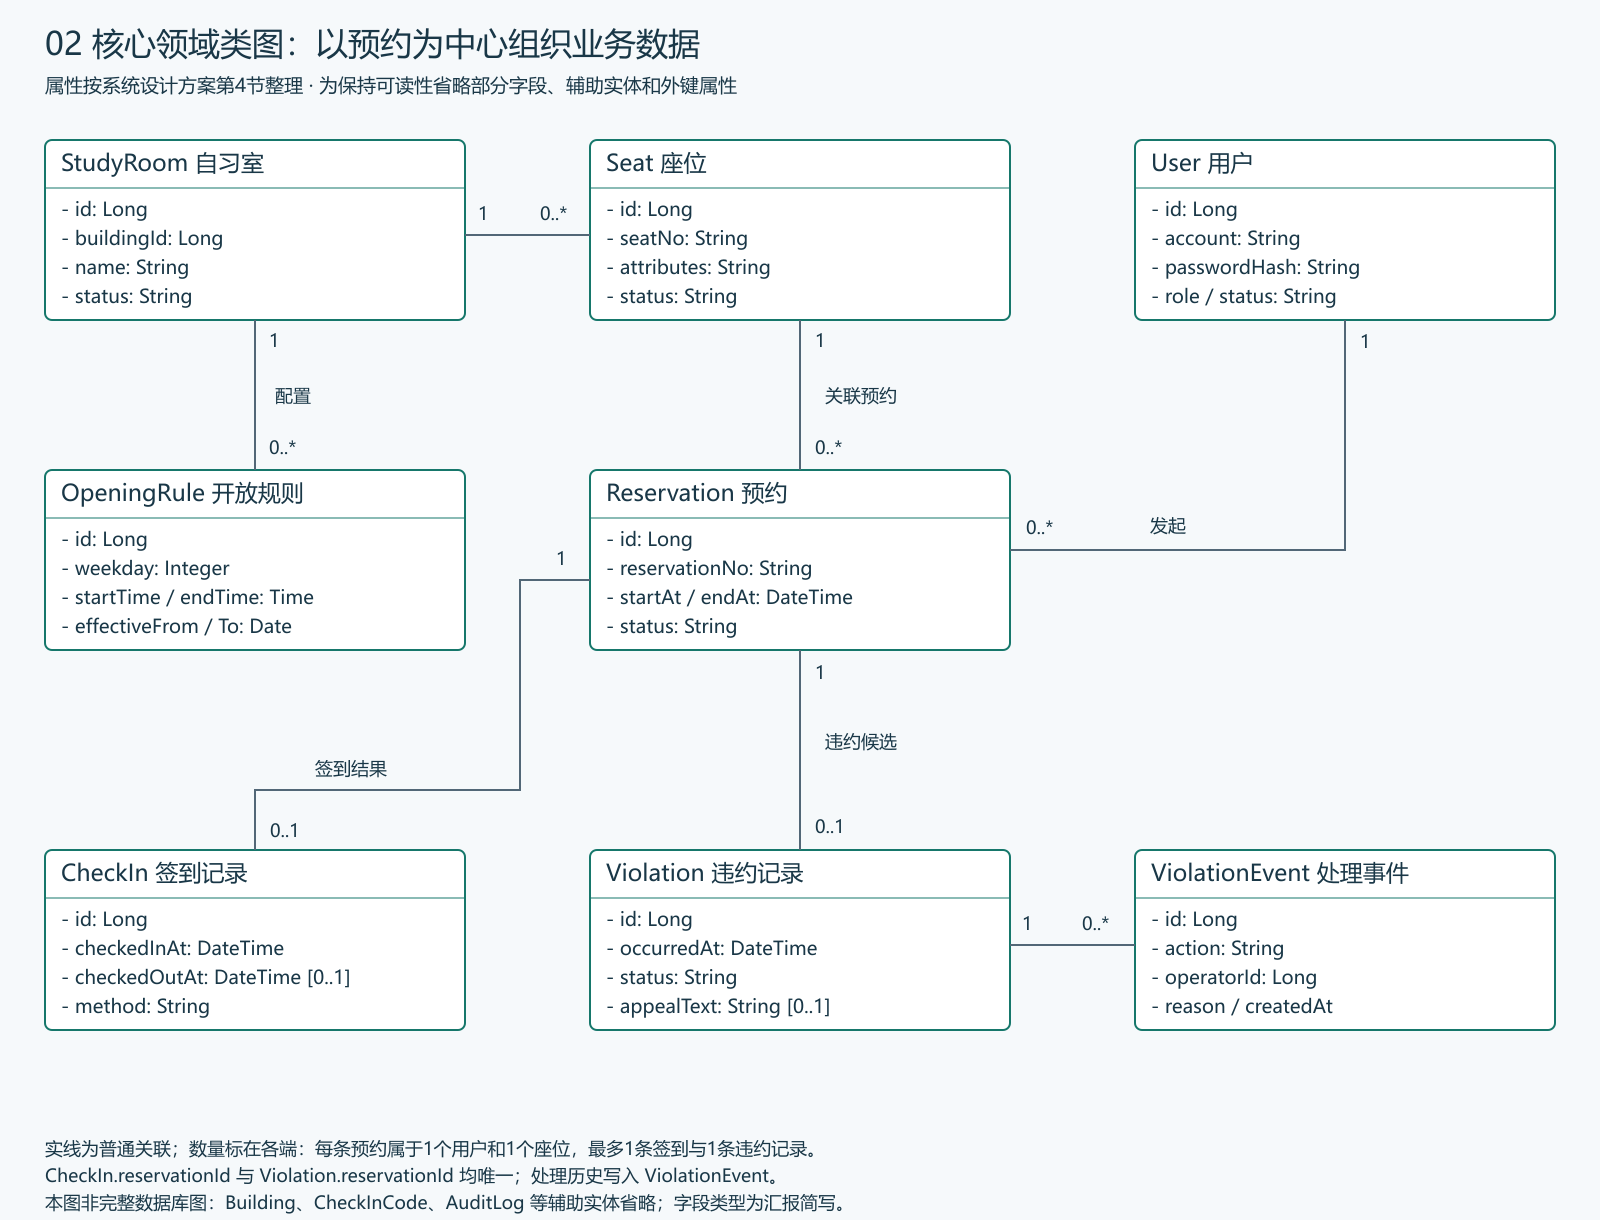 02 核心领域类图：以预约为中心组织业务数据
属性按系统设计方案第4节整理 · 为保持可读性省略部分字段、辅助实体和外键属性
StudyRoom 自习室
- id: Long
- buildingId: Long
- name: String
- status: String
1
0..*
Seat 座位
- id: Long
- seatNo: String
- attributes: String
- status: String
User 用户
- id: Long
- account: String
- passwordHash: String
- role / status: String
1
配置
0..*
1
关联预约
0..*
1
发起
0..*
OpeningRule 开放规则
- id: Long
- weekday: Integer
- startTime / endTime: Time
- effectiveFrom / To: Date
Reservation 预约
- id: Long
- reservationNo: String
- startAt / endAt: DateTime
- status: String
1
签到结果
0..1
1
违约候选
0..1
CheckIn 签到记录
- id: Long
- checkedInAt: DateTime
- checkedOutAt: DateTime [0..1]
- method: String
Violation 违约记录
- id: Long
- occurredAt: DateTime
- status: String
- appealText: String [0..1]
1
0..*
ViolationEvent 处理事件
- id: Long
- action: String
- operatorId: Long
- reason / createdAt
实线为普通关联；数量标在各端：每条预约属于1个用户和1个座位，最多1条签到与1条违约记录。
CheckIn.reservationId 与 Violation.reservationId 均唯一；处理历史写入 ViolationEvent。
本图非完整数据库图：Building、CheckInCode、AuditLog 等辅助实体省略；字段类型为汇报简写。